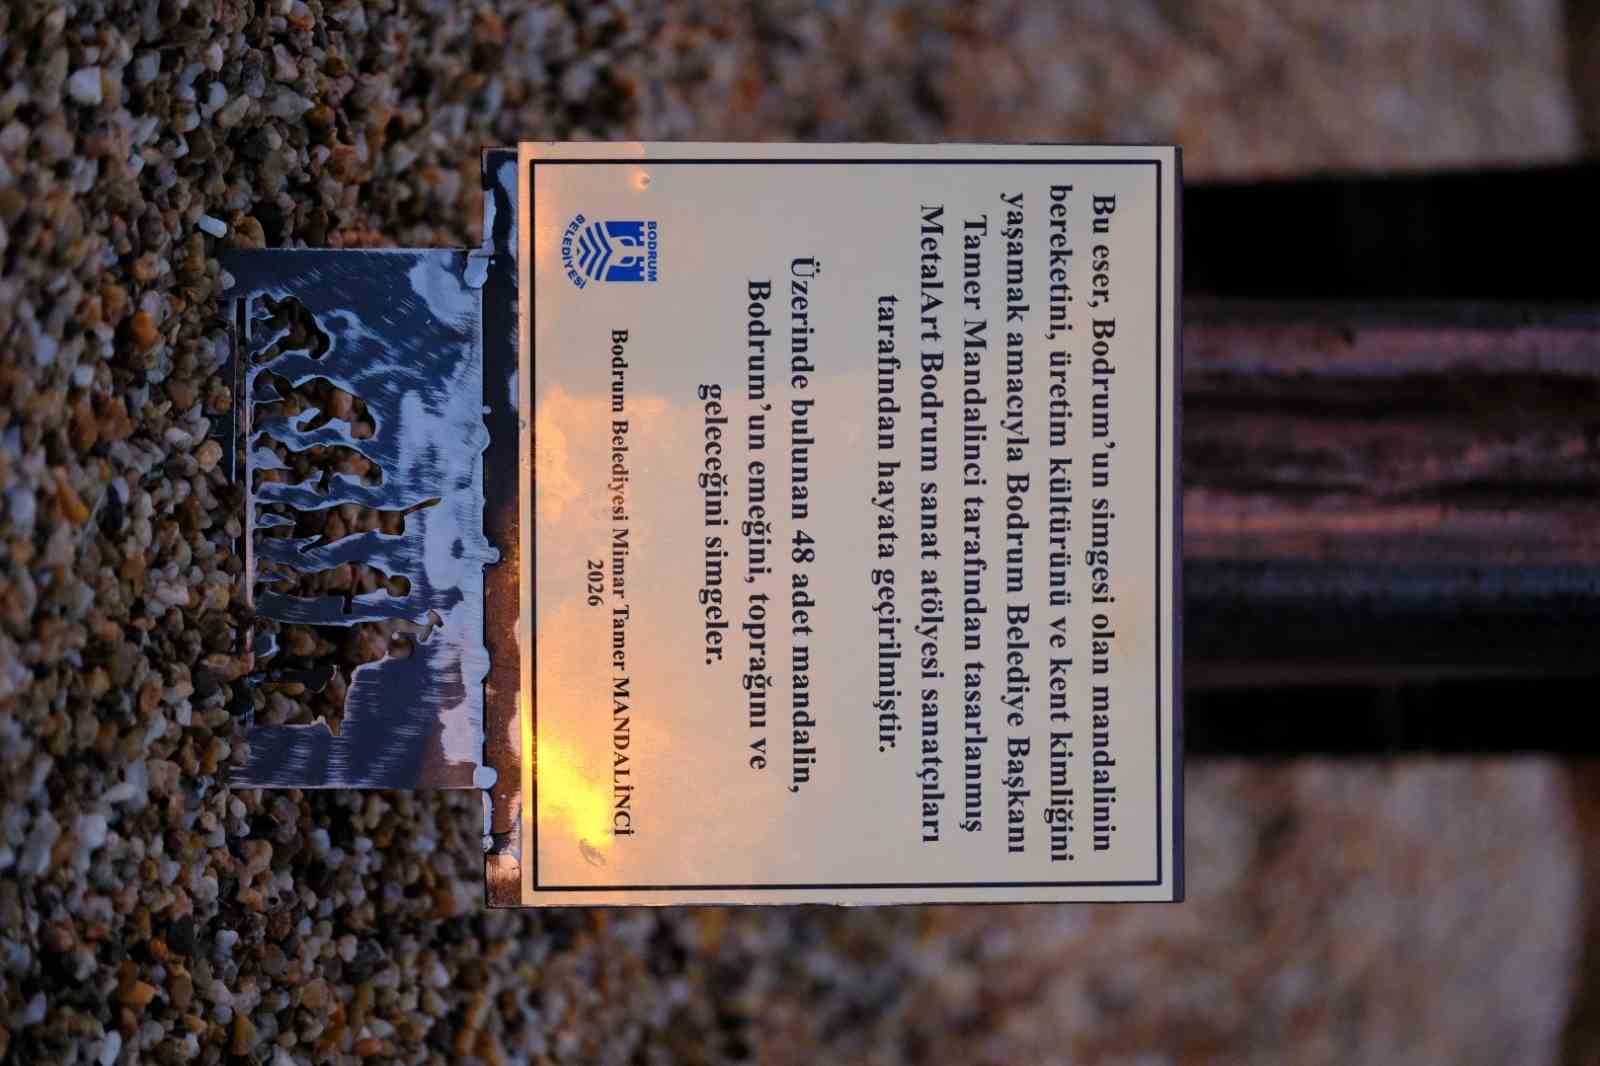 Bu eser, Bodrum’un simgesi olan mandalinin
bereketini, üretim kültürünü ve kent kimliğini
yaşamak amacıyla Bodrum Belediye Başkanı
Tamer Mandalinci tarafından tasarlanmış
MetalArt Bodrum sanat atölyesi sanatçıları
tarafından hayata geçirilmiştir.
Üzerinde bulunan 48 adet mandalin,
Bodrum’un emeğini, toprağını ve
geleceğini simgeler.
BODRUM
BELEDİYESİ
Bodrum Belediyesi Mimar Tamer MANDALİNCİ
2026